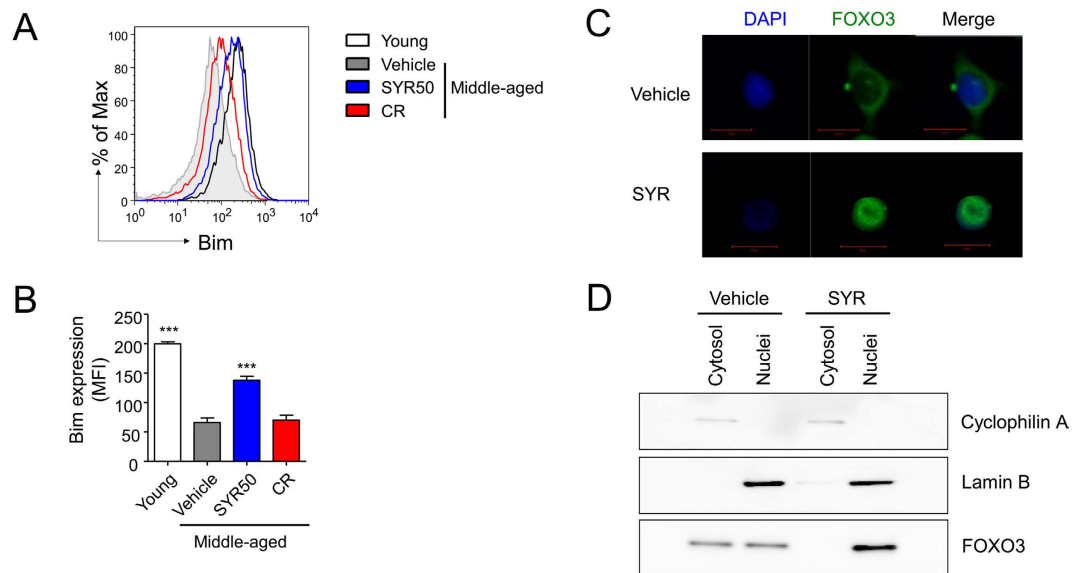 A
% of Max
100
80
60
40
20
0
10⁰ 10¹ 10² 10³ 10⁴
Bim
Young
Vehicle
SYR50
CR
Middle-aged
B
Bim expression
(MFI)
250
200
150
100
50
0
***
***
Young
Vehicle
SYR50
CR
Middle-aged
C
DAPI FOXO3 Merge
Vehicle
SYR
D
Vehicle SYR
Cytosol
Nuclei
Cytosol
Nuclei
Cyclophilin A
Lamin B
FOXO3